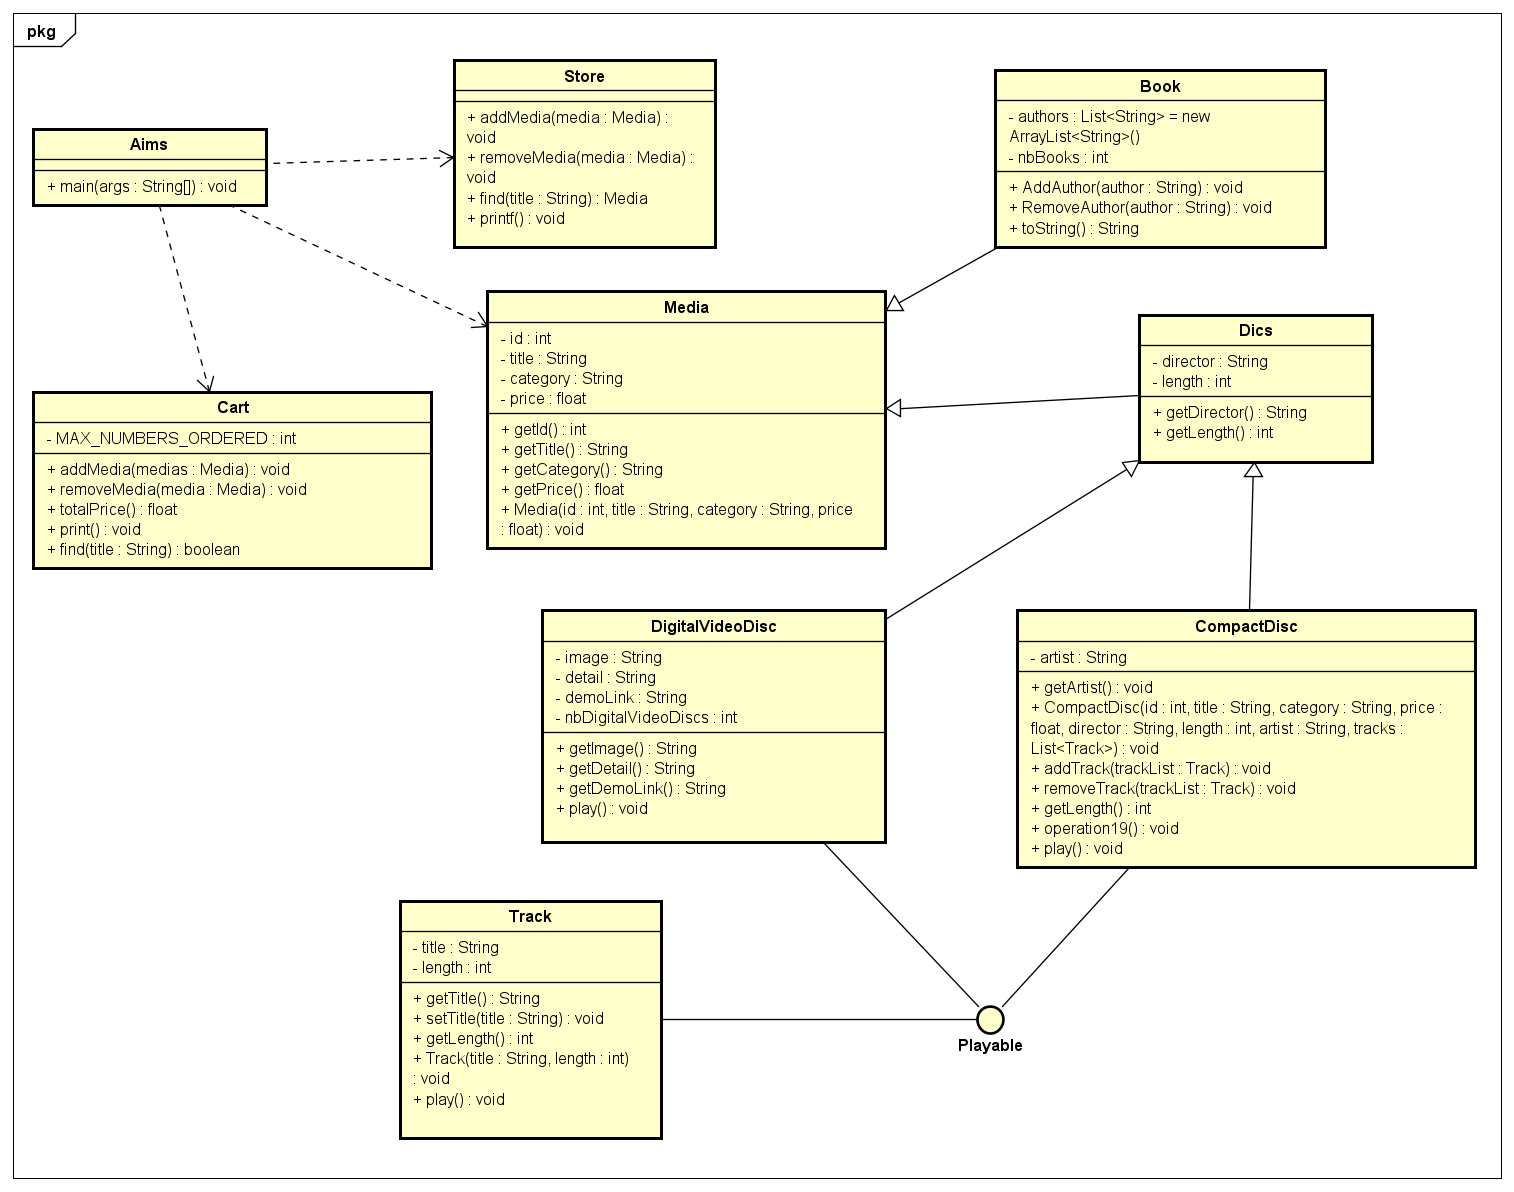 pkg
Store
+ addMedia(media : Media) :
void
+ removeMedia(media : Media) :
void
+ find(title : String) : Media
+ printf() : void
Book
- authors : List<String> = new
ArrayList<String>()
- nbBooks : int
+ AddAuthor(author : String) : void
+ RemoveAuthor(author : String) : void
+ toString() : String
Aims
+ main(args : String[]) : void
Media
- id : int
- title : String
- category : String
- price : float
+ getId() : int
+ getTitle() : String
+ getCategory() : String
+ getPrice() : float
+ Media(id : int, title : String, category : String, price
: float) : void
Dics
- director : String
- length : int
+ getDirector() : String
+ getLength() : int
Cart
- MAX_NUMBERS_ORDERED : int
+ addMedia(medias : Media) : void
+ removeMedia(media : Media) : void
+ totalPrice() : float
+ print() : void
+ find(title : String) : boolean
DigitalVideoDisc
- image : String
- detail : String
- demoLink : String
- nbDigitalVideoDiscs : int
+ getImage() : String
+ getDetail() : String
+ getDemoLink() : String
+ play() : void
CompactDisc
- artist : String
+ getArtist() : void
+ CompactDisc(id : int, title : String, category : String, price :
float, director : String, length : int, artist : String, tracks :
List<Track>) : void
+ addTrack(trackList : Track) : void
+ removeTrack(trackList : Track) : void
+ getLength() : int
+ operation19() : void
+ play() : void
Track
- title : String
- length : int
+ getTitle() : String
+ setTitle(title : String) : void
+ getLength() : int
+ Track(title : String, length : int)
: void
+ play() : void
Playable